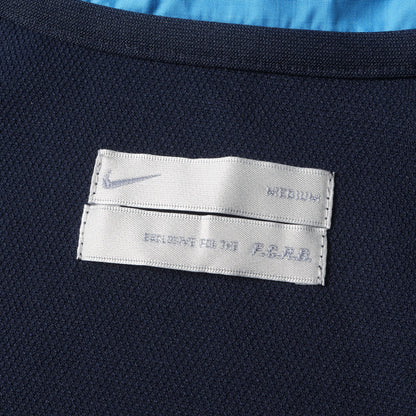 MEDIUM
EXCLUSIVE FOR THE F.C.R.B.